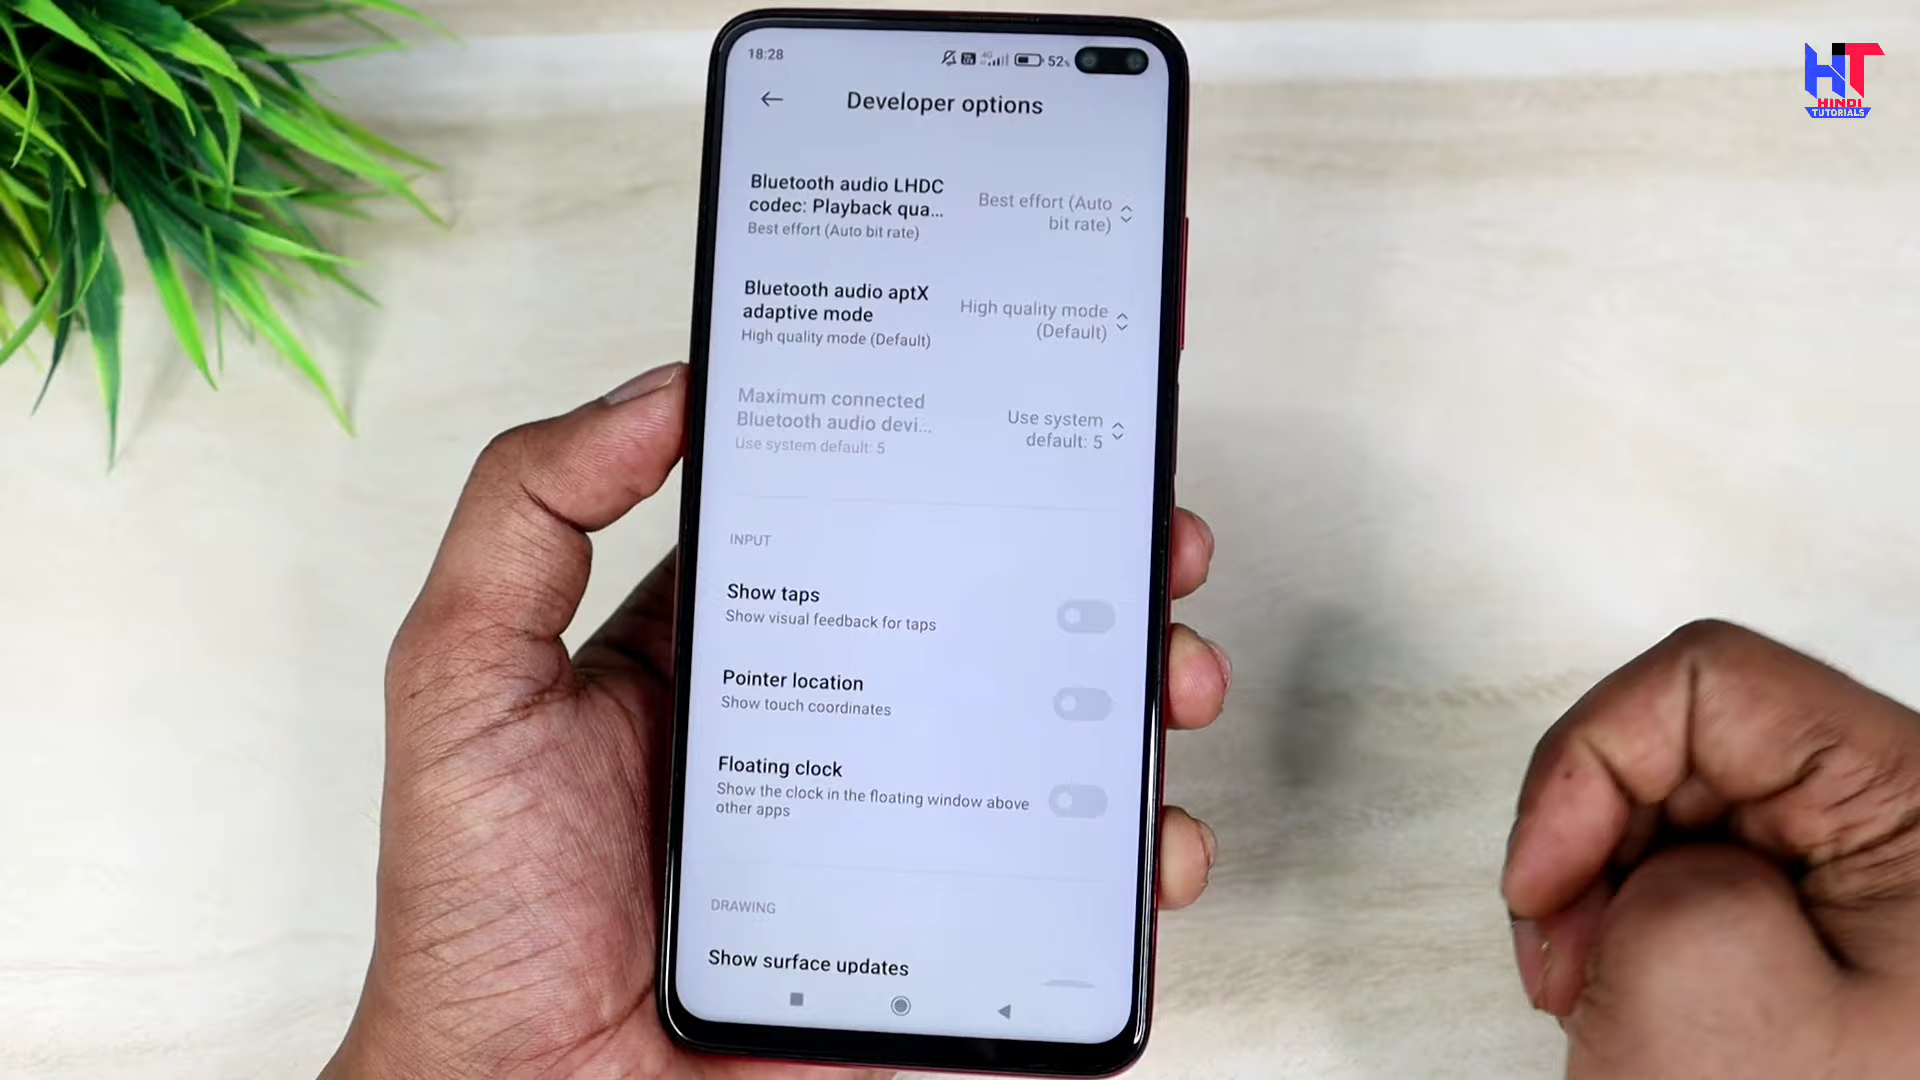 18:28
4G
52%
HT
HINDI
TUTORIALS
Developer options
Bluetooth audio LHDC
codec: Playback qua...
Best effort (Auto bit rate)
Best effort (Auto
bit rate)
Bluetooth audio aptX
adaptive mode
High quality mode (Default)
High quality mode
(Default)
Maximum connected
Bluetooth audio devi...
Use system default: 5
Use system
default: 5
INPUT
Show taps
Show visual feedback for taps
Pointer location
Show touch coordinates
Floating clock
Show the clock in the floating window above
other apps
DRAWING
Show surface updates